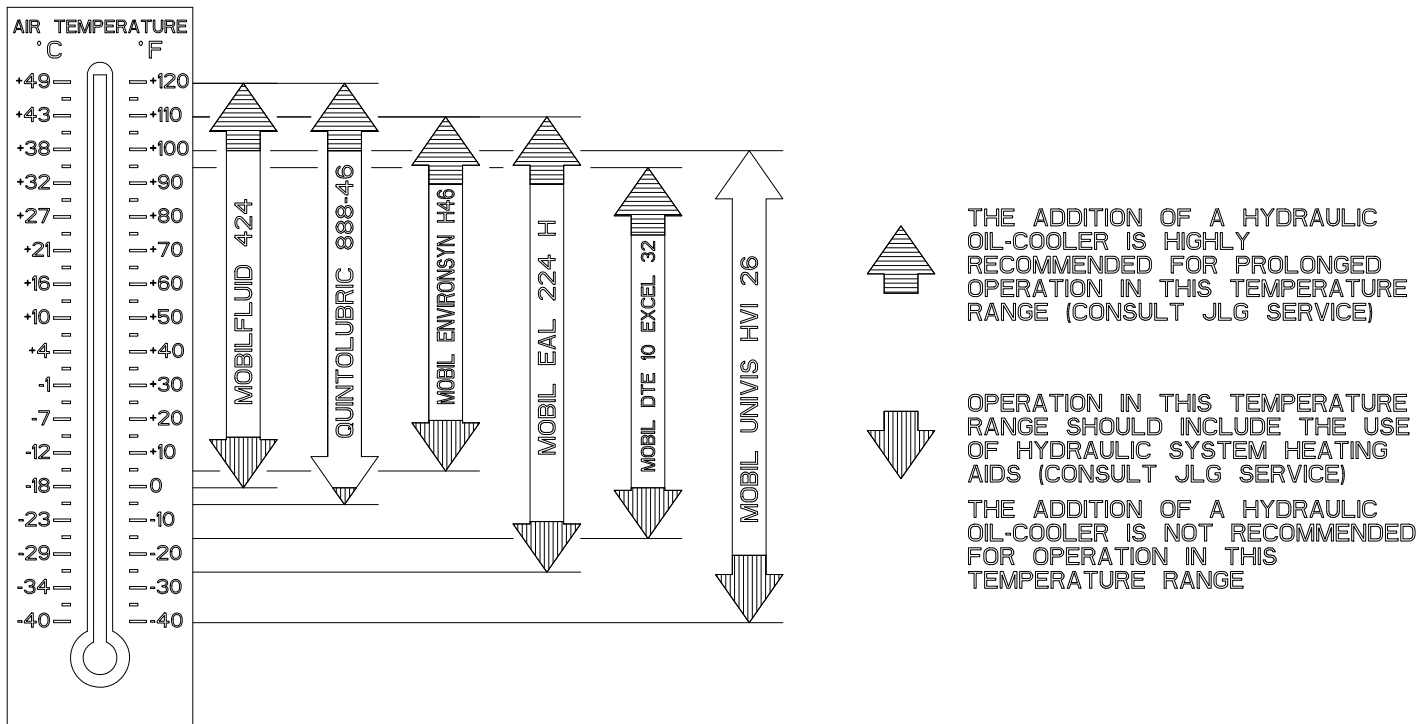 AIR TEMPERATURE
°C °F
+49 +120
+43 +110
+38 +100
+32 +90
+27 +80
+21 +70
+16 +60
+10 +50
+4 +40
-1 +30
-7 +20
-12 +10
-18 0
-23 -10
-29 -20
-34 -30
-40 -40
MOBILFLUID 424
QUINTOLUBRIC 888-46
MOBIL ENVIRONSYN H46
MOBIL EAL 224 H
MOBIL DTE 10 EXCEL 32
MOBIL UNIVIS HVI 26
THE ADDITION OF A HYDRAULIC
OIL-COOLER IS HIGHLY
RECOMMENDED FOR PROLONGED
OPERATION IN THIS TEMPERATURE
RANGE (CONSULT JLG SERVICE)
OPERATION IN THIS TEMPERATURE
RANGE SHOULD INCLUDE THE USE
OF HYDRAULIC SYSTEM HEATING
AIDS (CONSULT JLG SERVICE)
THE ADDITION OF A HYDRAULIC
OIL-COOLER IS NOT RECOMMENDED
FOR OPERATION IN THIS
TEMPERATURE RANGE